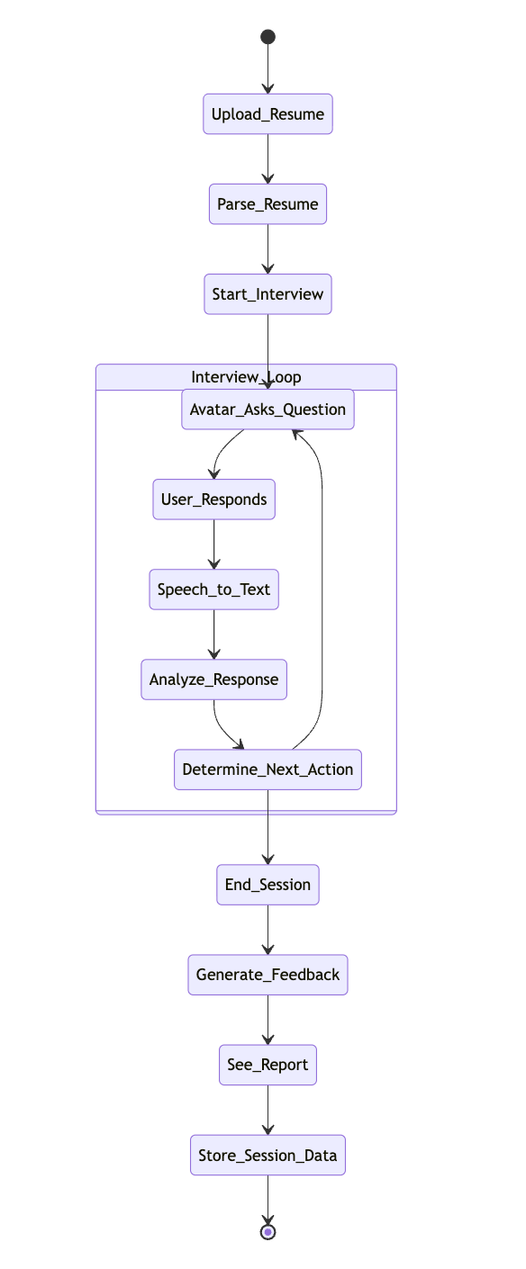 Upload_Resume
Parse_Resume
Start_Interview
Interview_Loop
Avatar_Asks_Question
User_Responds
Speech_to_Text
Analyze_Response
Determine_Next_Action
End_Session
Generate_Feedback
See_Report
Store_Session_Data